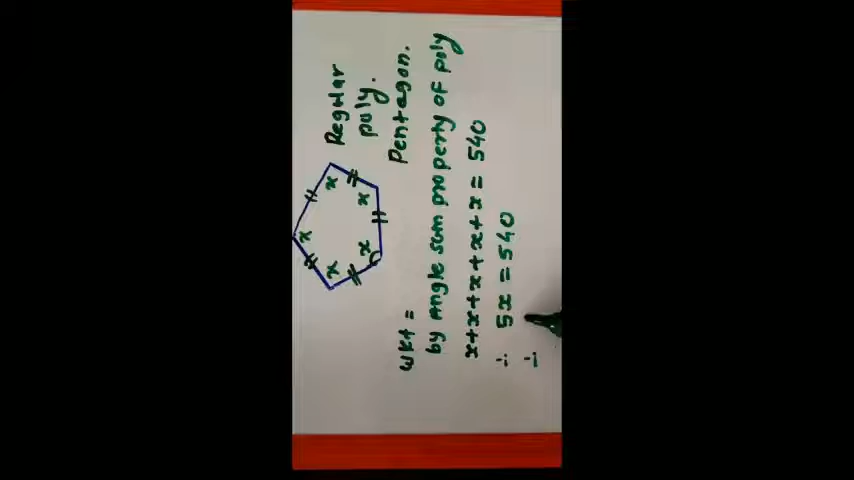 Regular
poly.
Pentagon.
x
x
x
x
x
wkt =
by Angle sum property of poly
x+x+x+x+x = 540
∴ 5x = 540
∴